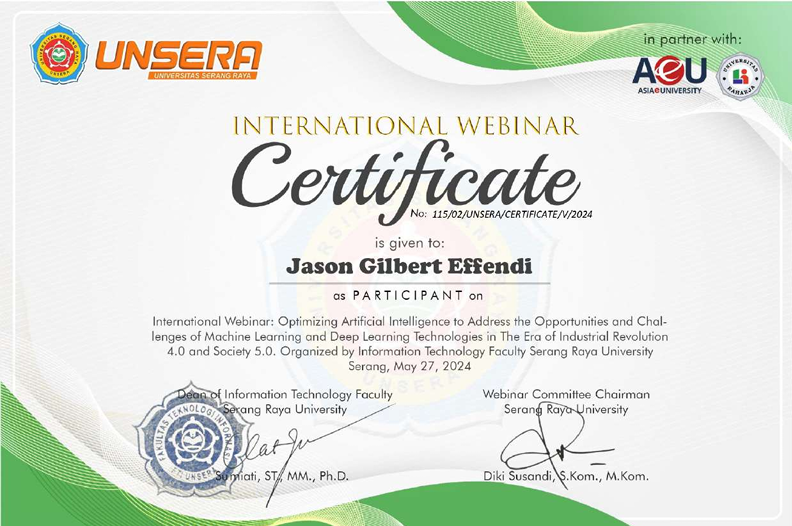 UNSERA
UNIVERSITAS SERANG RAYA
in partner with:
AeU
ASIAeUNIVERSITY
UNIVERSITAS
RAHARJA
INTERNATIONAL WEBINAR
Certificate
No: 115/02/UNSERA/CERTIFICATE/V/2024
is given to:
Jason Gilbert Effendi
as PARTICIPANT on
International Webinar: Optimizing Artificial Intelligence to Address the Opportunities and Chal-
lenges of Machine Learning and Deep Learning Technologies in The Era of Industrial Revolution
4.0 and Society 5.0. Organized by Information Technology Faculty Serang Raya University
Serang, May 27, 2024
Dean of Information Technology Faculty
Serang Raya University
Webinar Committee Chairman
Serang Raya University
FAKULTAS TEKNOLOGI INFORMASI
UNSERA
Sumiati, ST., MM., Ph.D.
Diki Susandi, S.Kom., M.Kom.